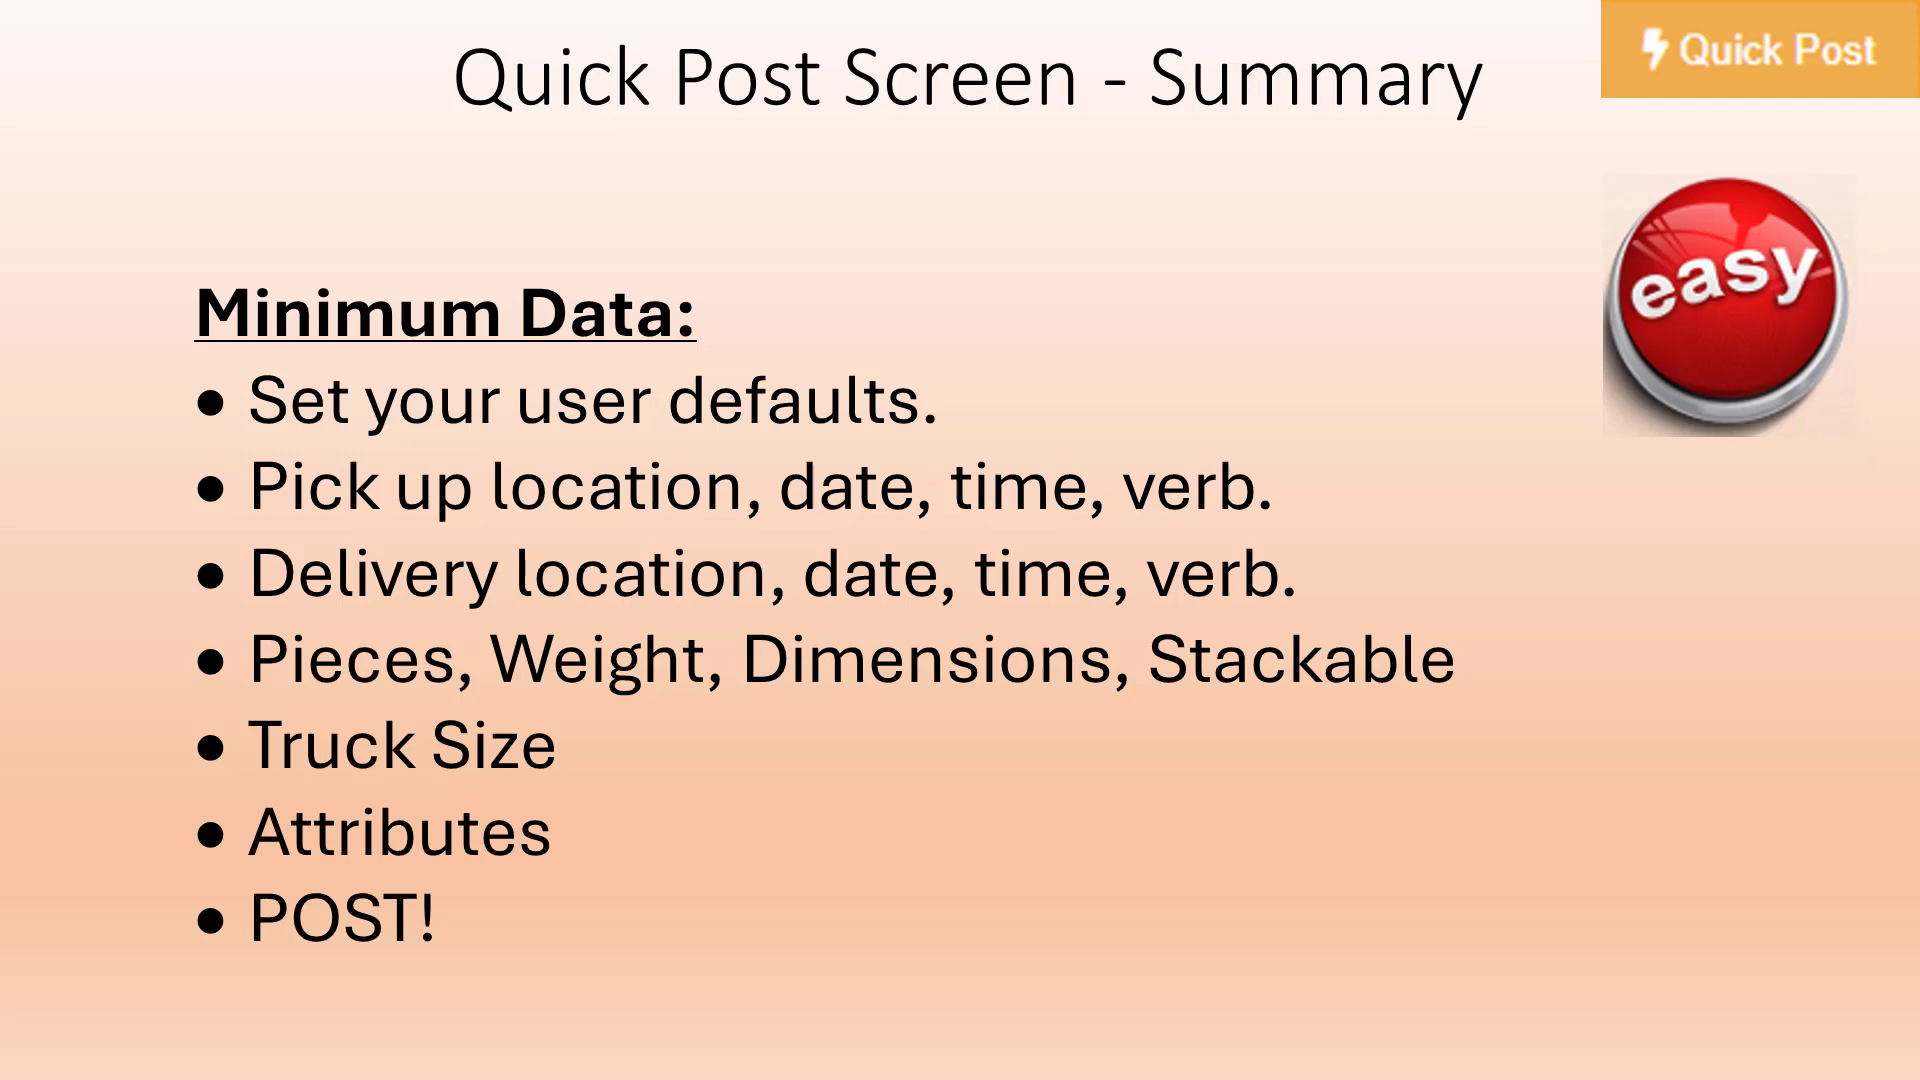 Quick Post Screen - Summary
Quick Post
easy
Minimum Data:
• Set your user defaults.
• Pick up location, date, time, verb.
• Delivery location, date, time, verb.
• Pieces, Weight, Dimensions, Stackable
• Truck Size
• Attributes
• POST!